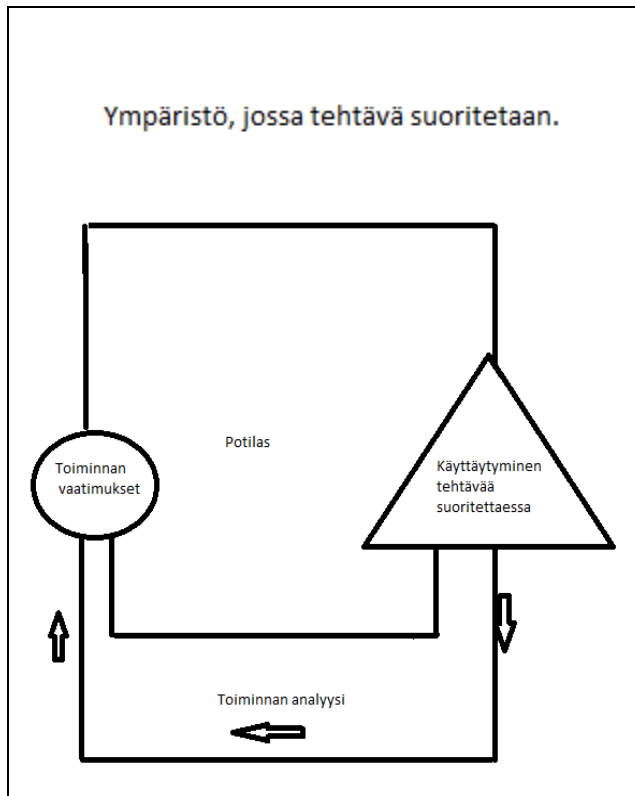 Ympäristö, jossa tehtävä suoritetaan.
Potilas
Toiminnan
vaatimukset
Käyttäytyminen
tehtävää
suoritettaessa
Toiminnan analyysi